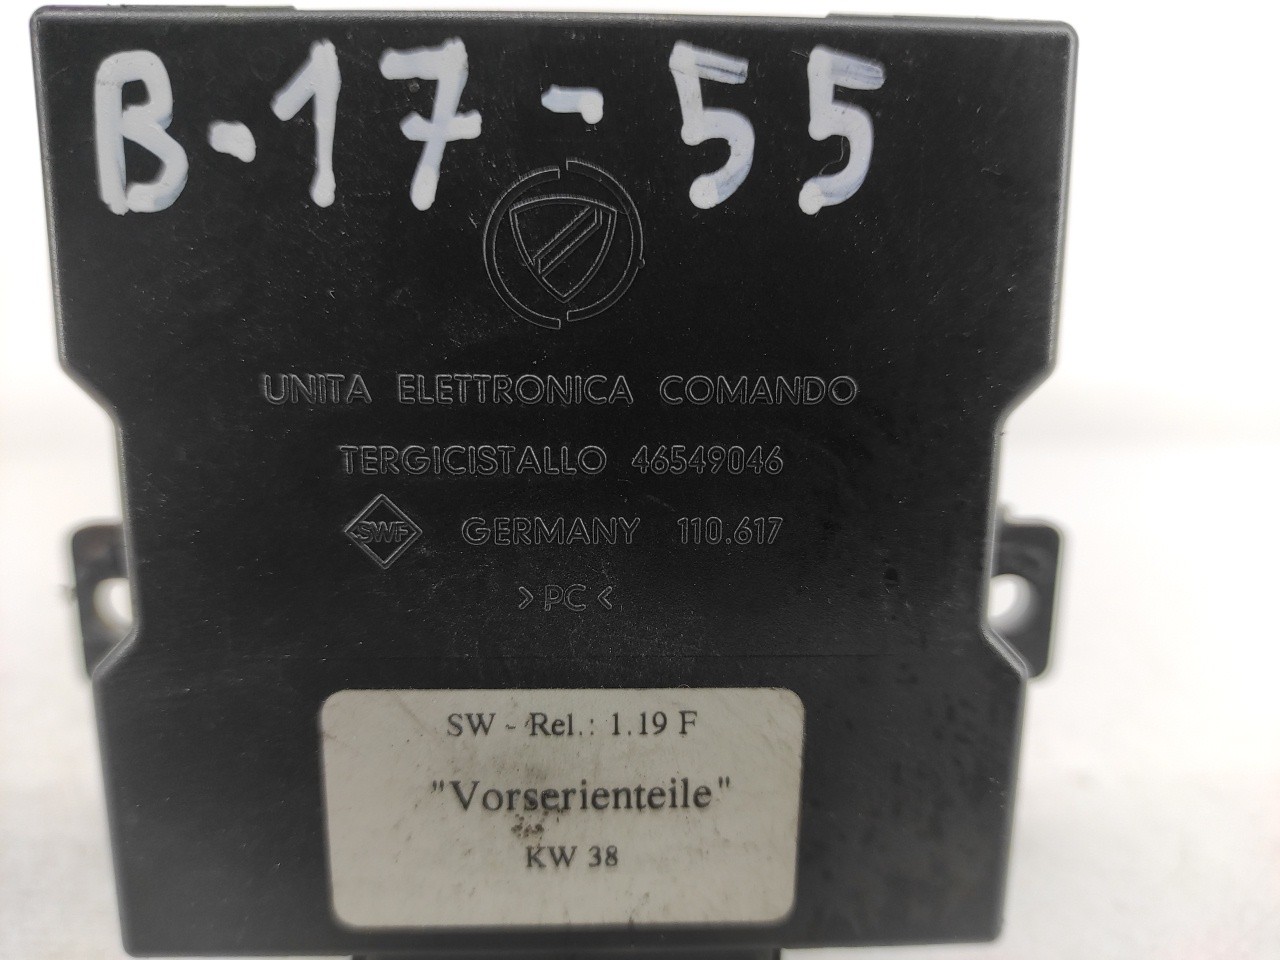 B-17-55
UNITA ELETTRONICA COMANDO
TERGICISTALLO 46549046
SWF GERMANY 110.617
>PC<
SW - Rel.: 1.19 F
"Vorserienteile"
KW 38